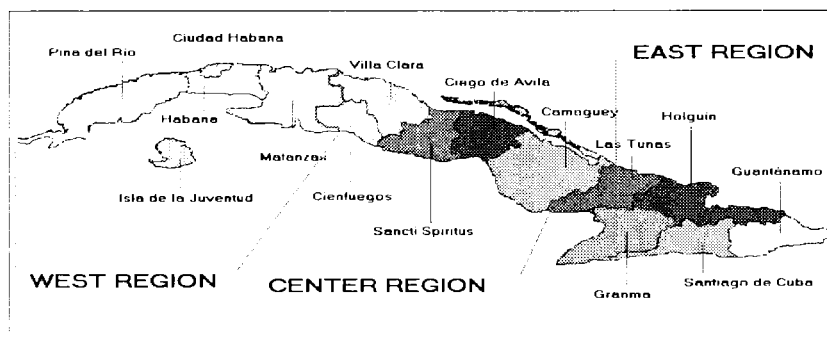 Ciudad Habana
Pina del Rio
Villa Clara
EAST REGION
Ciego de Avila
Camaguey
Holguin
Habana
Las Tunas
Matanzax
Guantánamo
Isla de la Juventud
Cienfuegos
Sancti Spiritus
WEST REGION
CENTER REGION
Santiago de Cuba
Granma